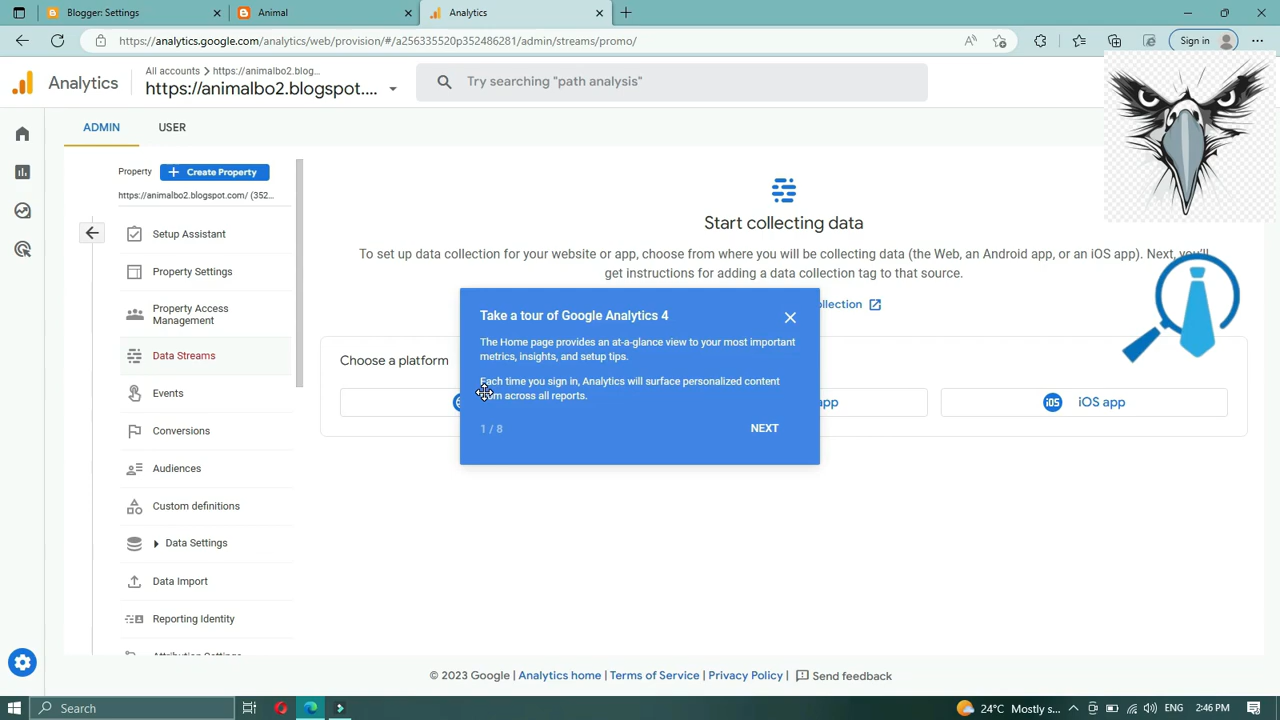 Blogger: Settings
Animal
Analytics
https://analytics.google.com/analytics/web/provision/#/a256335520p352486281/admin/streams/promo/
Sign in
Analytics
All accounts > https://animalbo2.blog...
https://animalbo2.blogspot....
Try searching "path analysis"
ADMIN
USER
Property
Create Property
https://animalbo2.blogspot.com/ (352...
Setup Assistant
Property Settings
Property Access
Management
Data Streams
Events
Conversions
Audiences
Custom definitions
Data Settings
Data Import
Reporting Identity
Start collecting data
To set up data collection for your website or app, choose from where you will be collecting data (the Web, an Android app, or an iOS app). Next, you'll
get instructions for adding a data collection tag to that source.
ollection
Choose a platform
app
iOS
iOS app
Take a tour of Google Analytics 4
The Home page provides an at-a-glance view to your most important
metrics, insights, and setup tips.
Each time you sign in, Analytics will surface personalized content
from across all reports.
1 / 8
NEXT
© 2023 Google | Analytics home | Terms of Service | Privacy Policy |
Send feedback
Search
24°C Mostly s...
ENG
2:46 PM